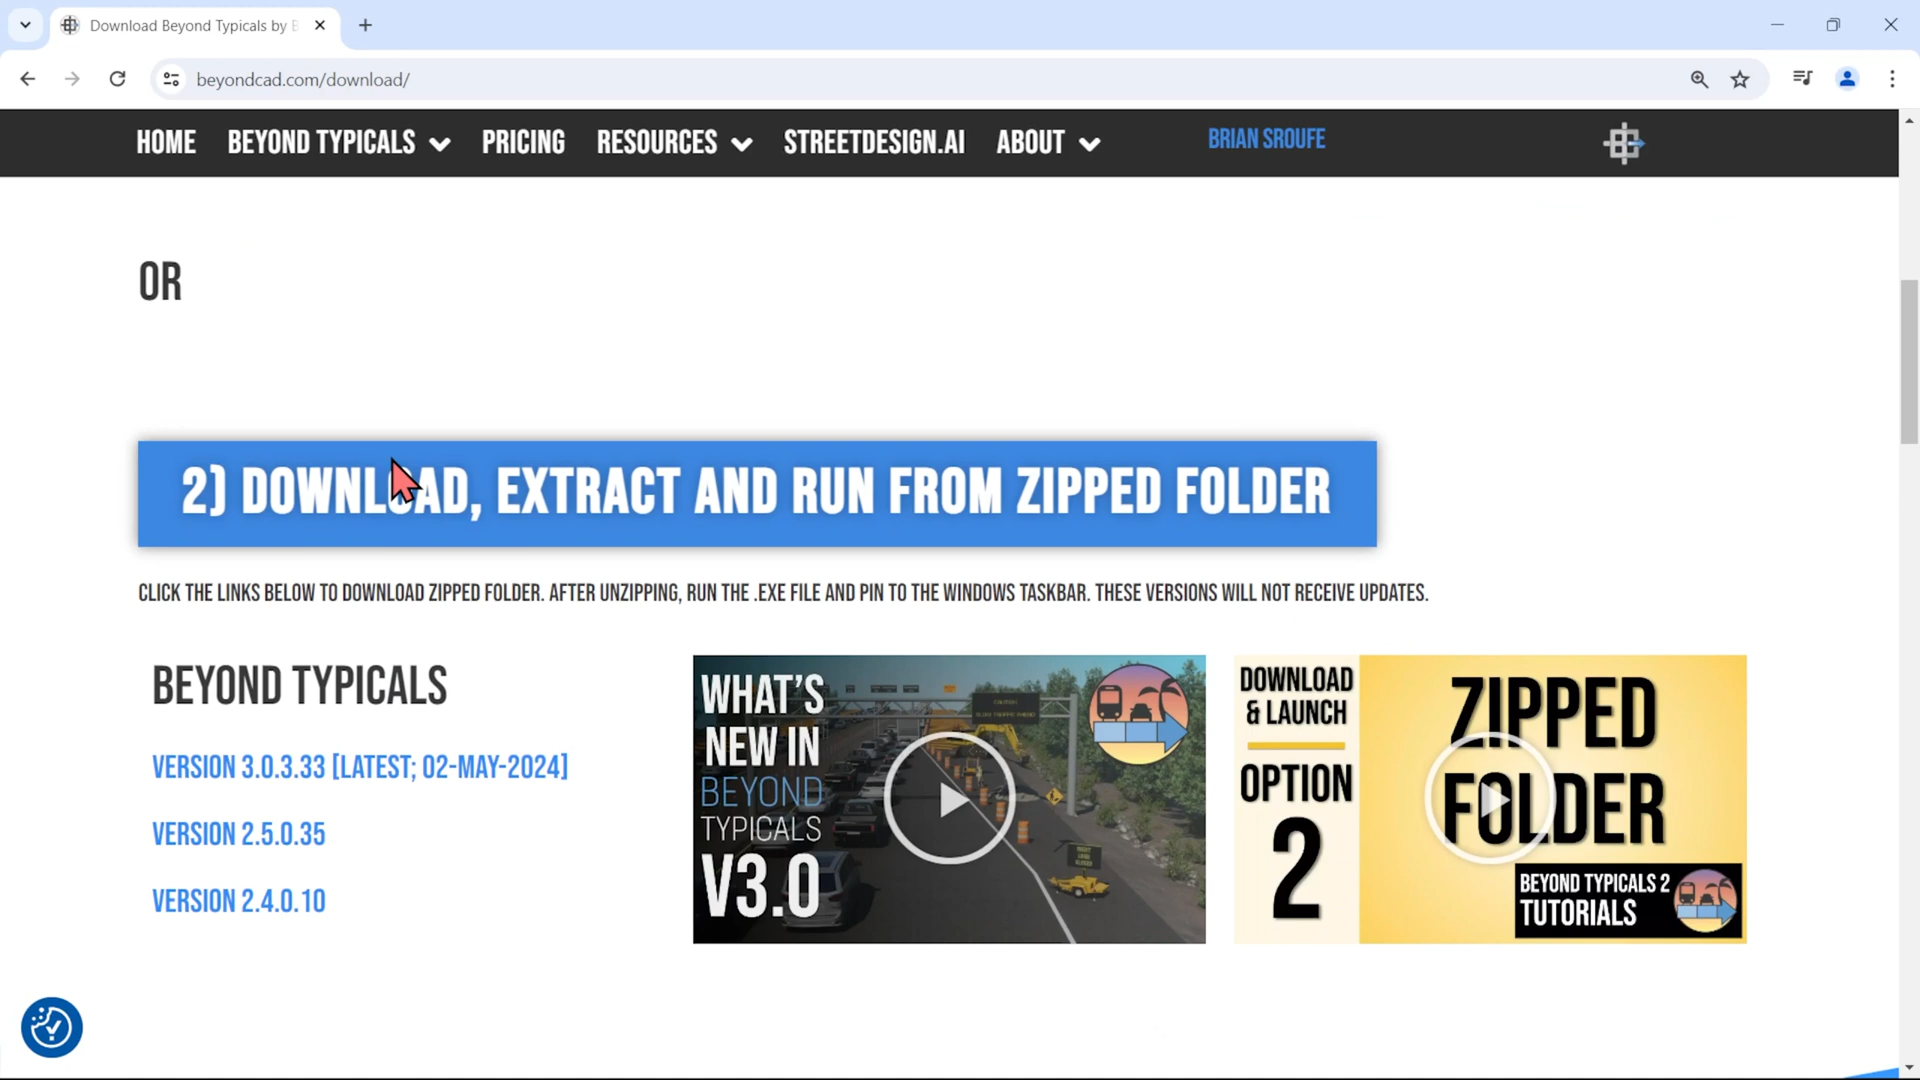 Download Beyond Typicals by B
beyondcad.com/download/
HOME BEYOND TYPICALS PRICING RESOURCES STREETDESIGN.AI ABOUT BRIAN SROUFE
OR
2) DOWNLOAD, EXTRACT AND RUN FROM ZIPPED FOLDER
CLICK THE LINKS BELOW TO DOWNLOAD ZIPPED FOLDER. AFTER UNZIPPING, RUN THE .EXE FILE AND PIN TO THE WINDOWS TASKBAR. THESE VERSIONS WILL NOT RECEIVE UPDATES.
BEYOND TYPICALS
VERSION 3.0.3.33 [LATEST; 02-MAY-2024]
VERSION 2.5.0.35
VERSION 2.4.0.10
WHAT'S
NEW IN
BEYOND
TYPICALS
V3.0
DOWNLOAD
& LAUNCH
OPTION
2
ZIPPED
FOLDER
BEYOND TYPICALS 2
TUTORIALS